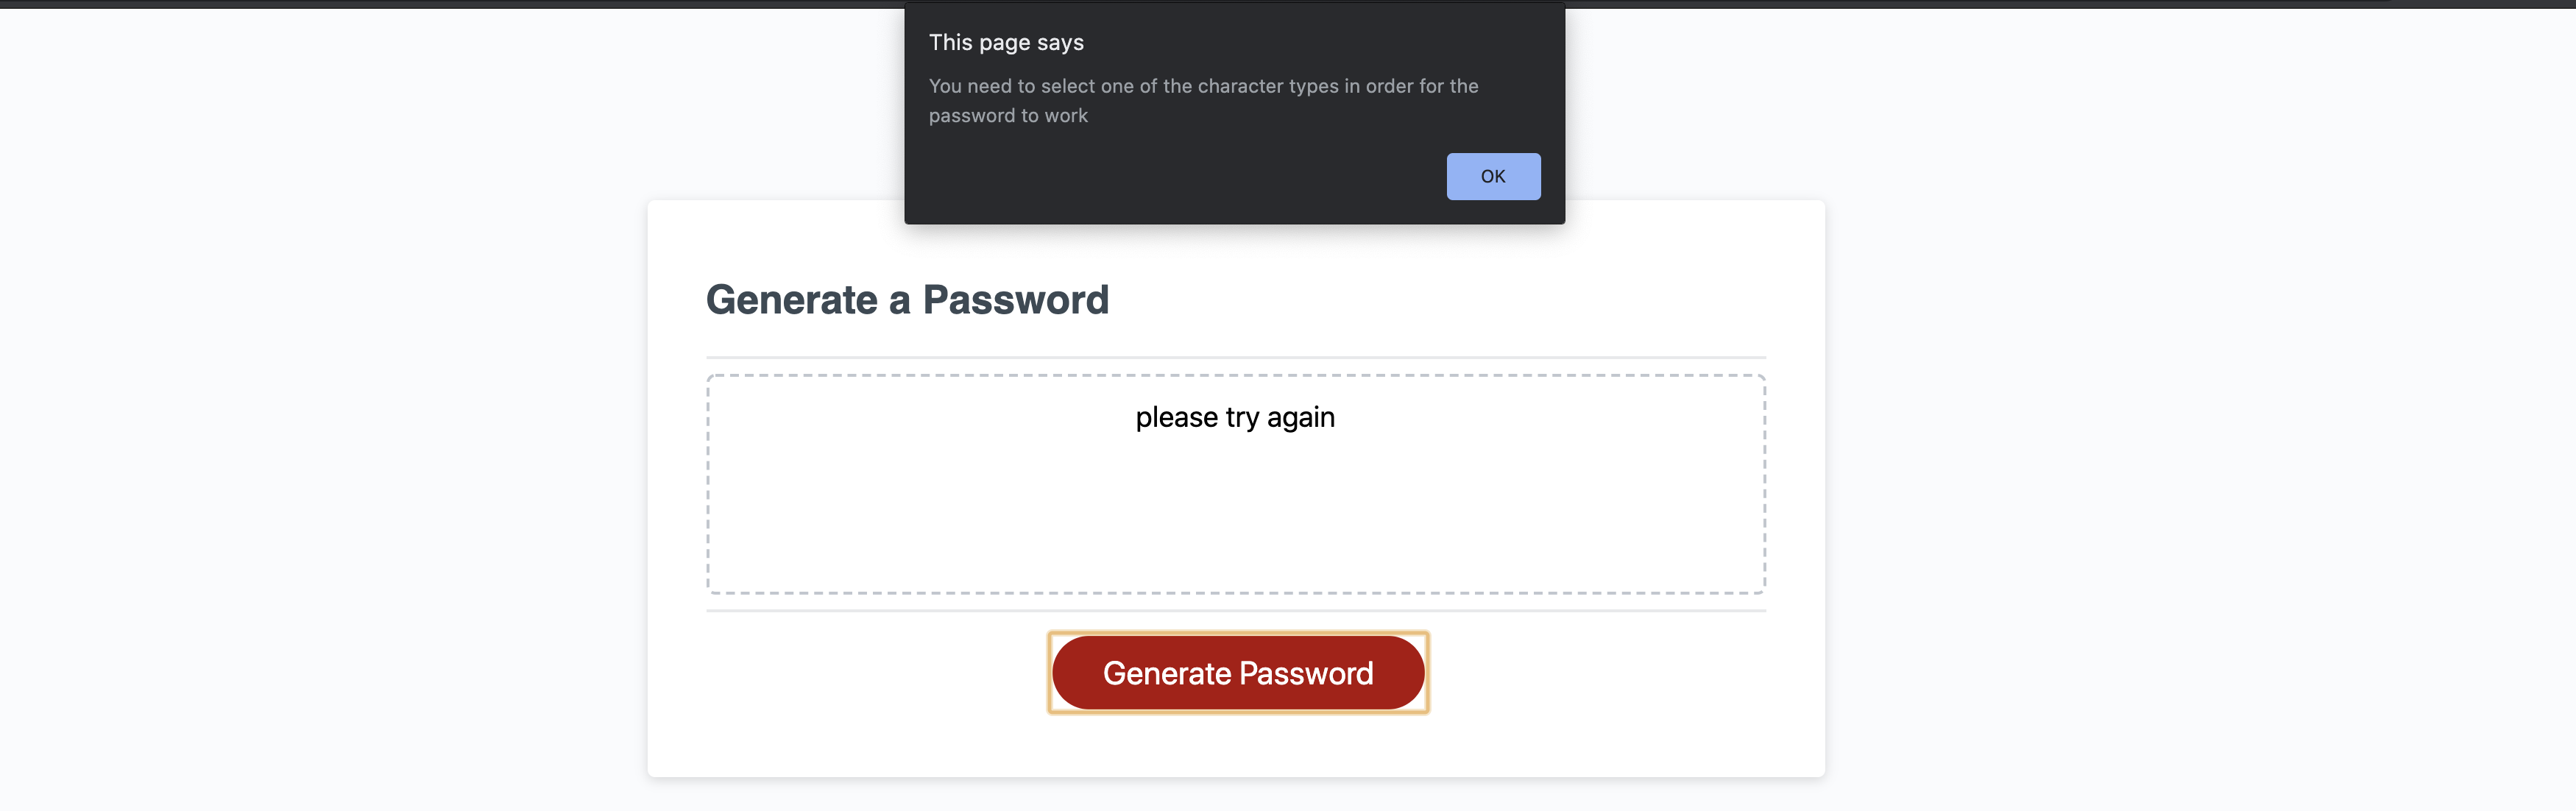 This page says
You need to select one of the character types in order for the
password to work
OK
Generate a Password
please try again
Generate Password